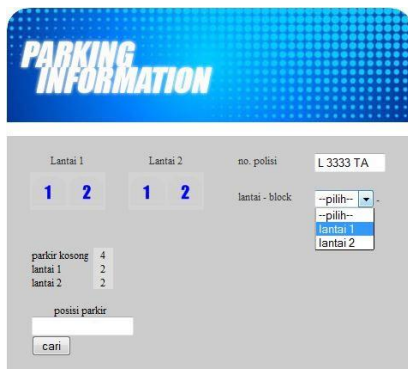 PARKING
INFORMATION
Lantai 1 Lantai 2 no. polisi L 3333 TA
1 2 1 2 lantai - block --pilih-- -
--pilih--
lantai 1
lantai 2
parkir kosong 4
lantai 1 2
lantai 2 2
posisi parkir
cari